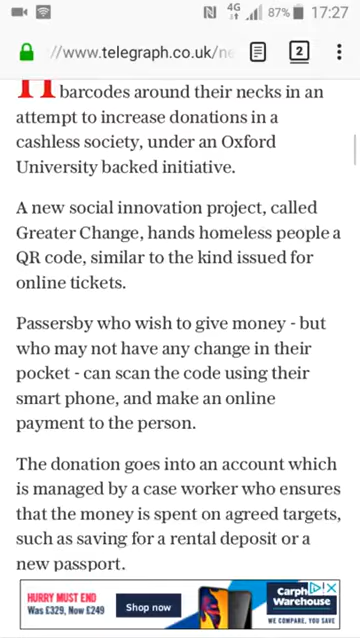 4G 87% 17:27
//www.telegraph.co.uk/ne 2
H
barcodes around their necks in an
attempt to increase donations in a
cashless society, under an Oxford
University backed initiative.
A new social innovation project, called
Greater Change, hands homeless people a
QR code, similar to the kind issued for
online tickets.
Passersby who wish to give money - but
who may not have any change in their
pocket - can scan the code using their
smart phone, and make an online
payment to the person.
The donation goes into an account which
is managed by a case worker who ensures
that the money is spent on agreed targets,
such as saving for a rental deposit or a
new passport.
HURRY MUST END
Was £329, Now £249
Shop now
Carph
Warehouse
WE COMPARE, YOU SAVE